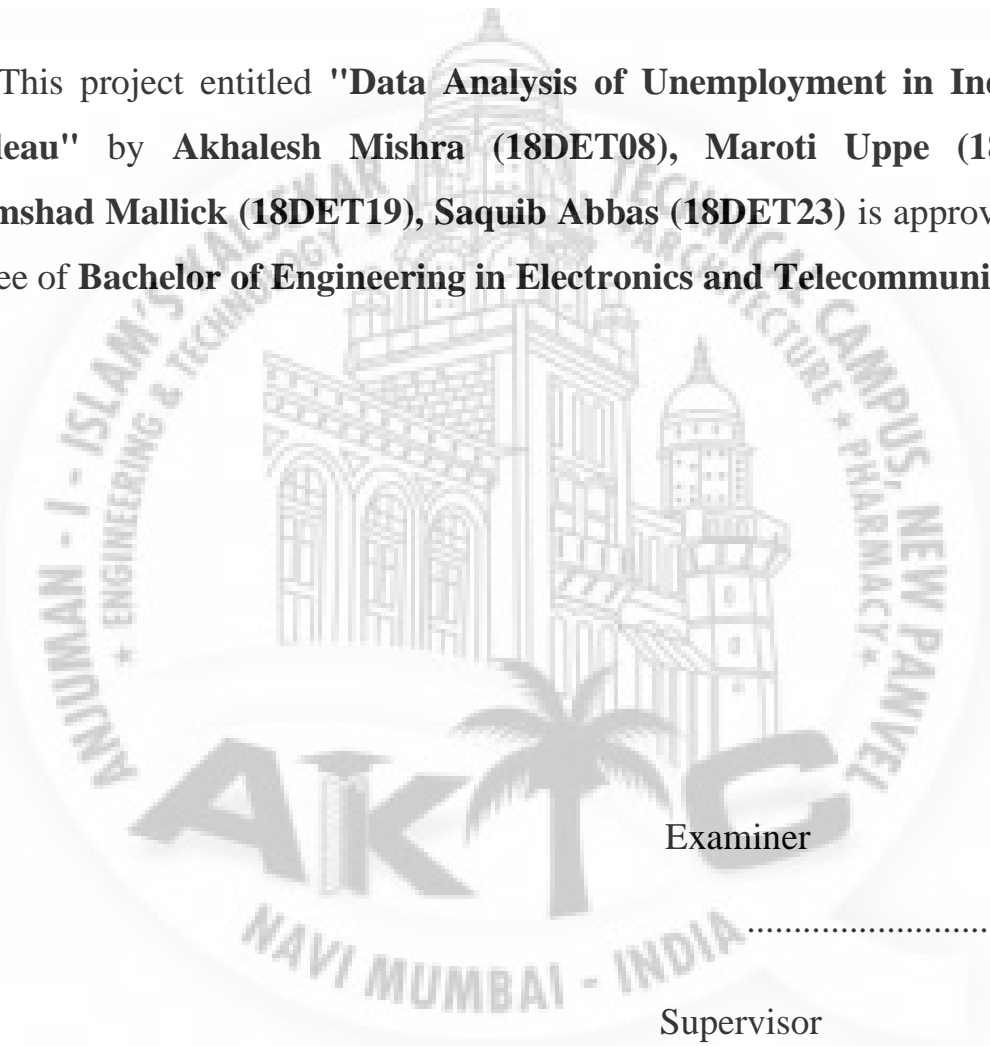 This project entitled "Data Analysis of Unemployment in Inc
leau" by Akhalesh Mishra (18DET08), Maroti Uppe (18
mshad Mallick (18DET19), Saquib Abbas (18DET23) is approv
ee of Bachelor of Engineering in Electronics and Telecommuni
ANJUMAN - I - ISLAM'S KALSEKAR TECHNICAL CAMPUS, NEW PANVEL
* ENGINEERING & TECHNOLOGY * ARCHITECTURE * PHARMACY *
AKTC
Examiner
NAVI MUMBAI - INDIA
..........................
Supervisor